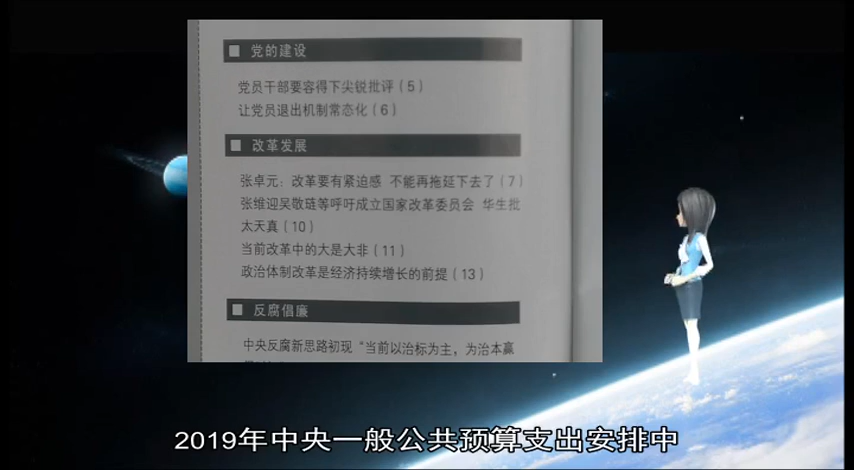 ■ 党的建设
党员干部要容得下尖锐批评（5）
让党员退出机制常态化（6）
■ 改革发展
张卓元：改革要有紧迫感 不能再拖延下去了（7）
张维迎吴敬琏等呼吁成立国家改革委员会 华生批
太天真（10）
当前改革中的大是大非（11）
政治体制改革是经济持续增长的前提（13）
■ 反腐倡廉
中央反腐新思路初现“当前以治标为主，为治本赢
2019年中央一般公共预算支出安排中